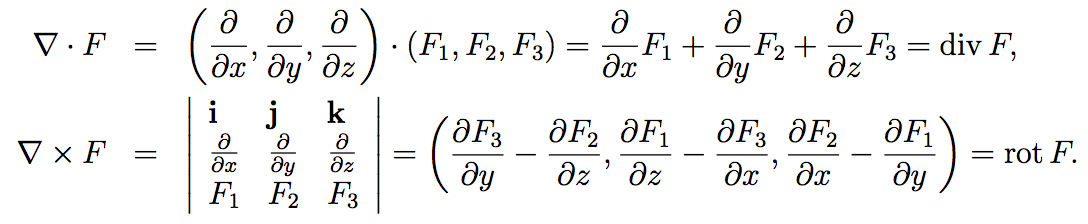 ∇ · F = (∂/∂x, ∂/∂y, ∂/∂z) · (F₁, F₂, F₃) = ∂/∂x F₁ + ∂/∂y F₂ + ∂/∂z F₃ = div F,
∇ × F = | i j k ; ∂/∂x ∂/∂y ∂/∂z ; F₁ F₂ F₃ | = (∂F₃/∂y − ∂F₂/∂z, ∂F₁/∂z − ∂F₃/∂x, ∂F₂/∂x − ∂F₁/∂y) = rot F.